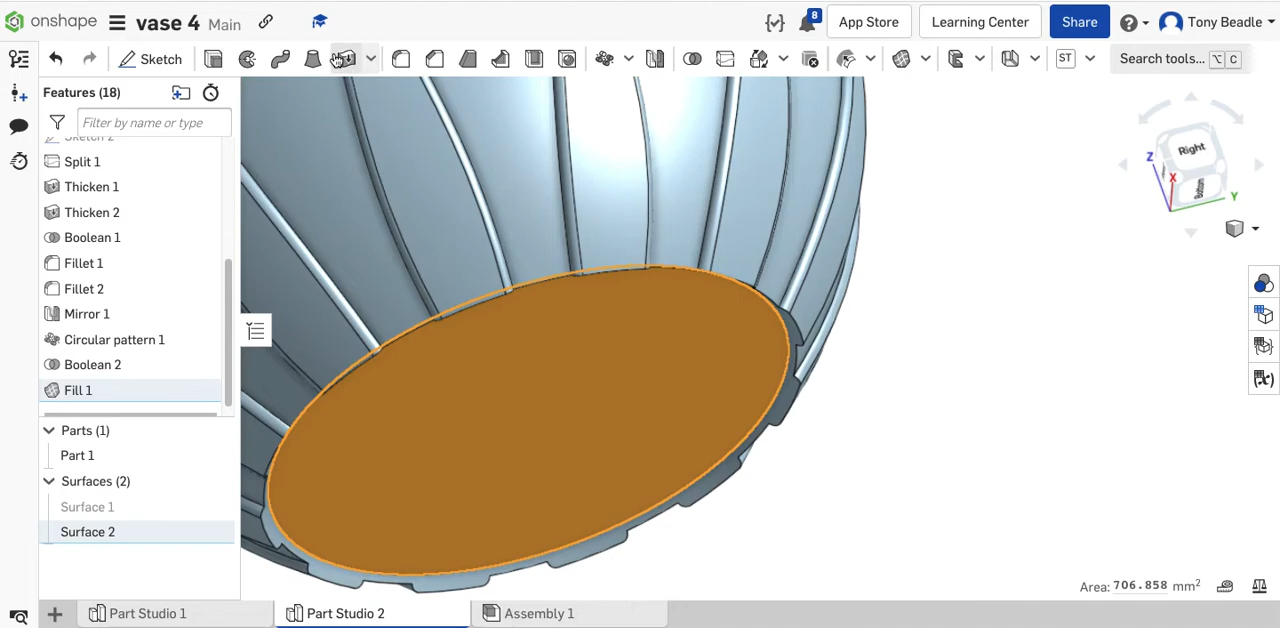 onshape vase 4 Main 8 App Store Learning Center Share Tony Beadle
Sketch ST Search tools... ⌥ C
Features (18)
Filter by name or type
Sketch 2
Split 1
Thicken 1
Thicken 2
Boolean 1
Fillet 1
Fillet 2
Mirror 1
Circular pattern 1
Boolean 2
Fill 1
Parts (1)
Part 1
Surfaces (2)
Surface 1
Surface 2
Right
Bottom
Z
X
Y
(x)
Area: 706.858 mm²
Part Studio 1 Part Studio 2 Assembly 1